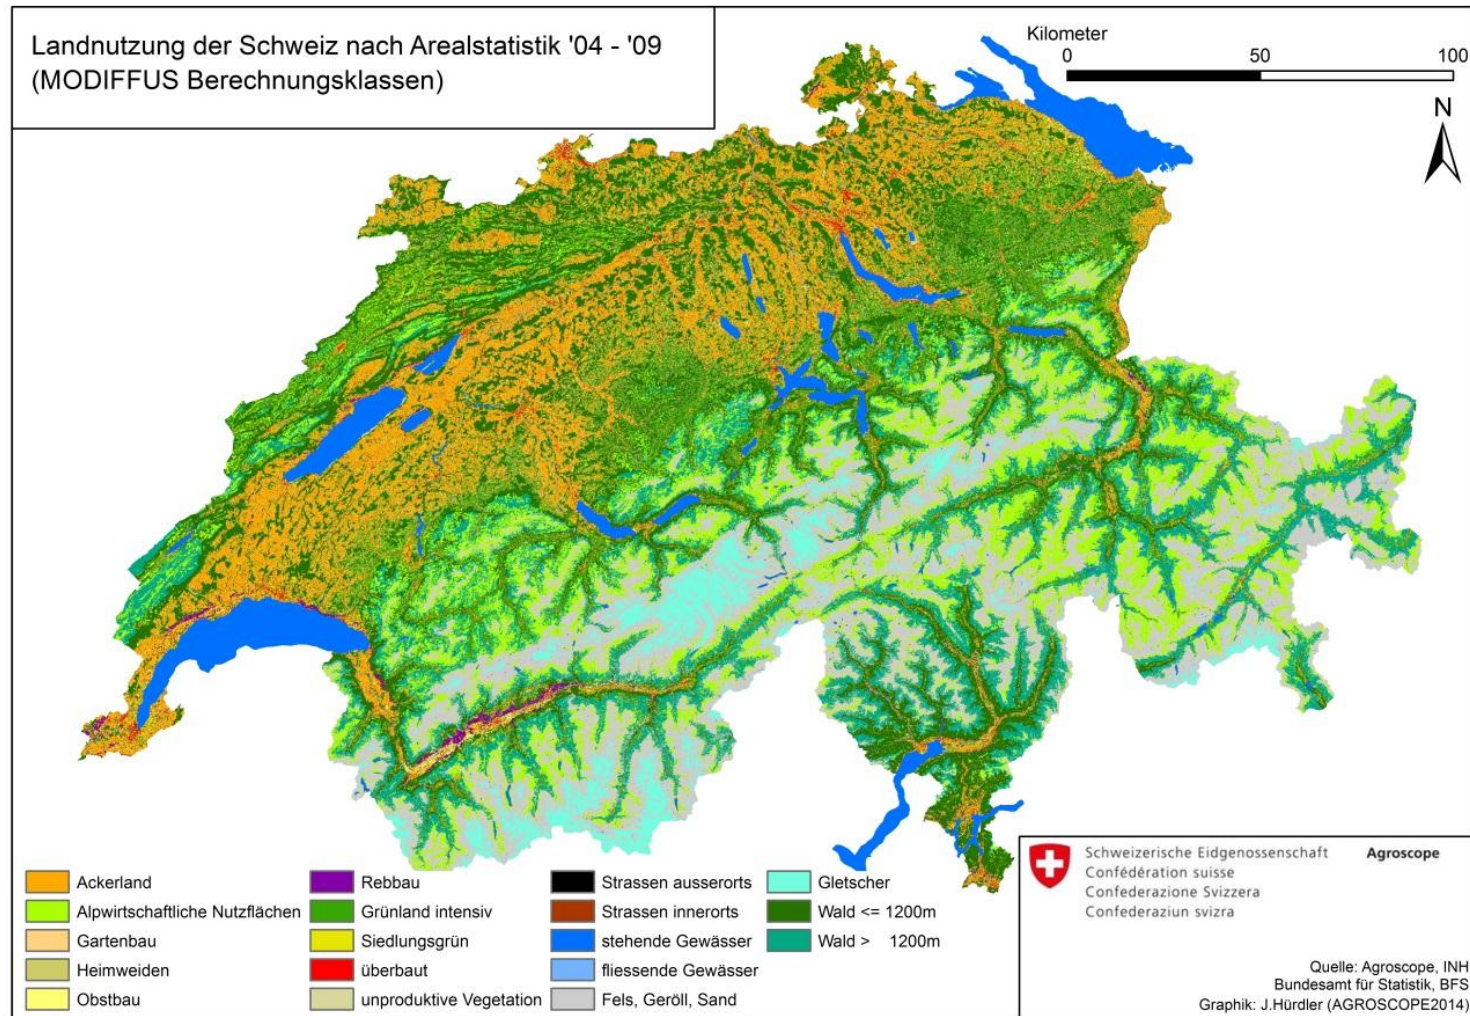 Landnutzung der Schweiz nach Arealstatistik '04 - '09
(MODIFFUS Berechnungsklassen)
Kilometer
0 50 100
N
Ackerland
Alpwirtschaftliche Nutzflächen
Gartenbau
Heimweiden
Obstbau
Rebbau
Grünland intensiv
Siedlungsgrün
überbaut
unproduktive Vegetation
Strassen ausserorts
Strassen innerorts
stehende Gewässer
fliessende Gewässer
Fels, Geröll, Sand
Gletscher
Wald <= 1200m
Wald > 1200m
Schweizerische Eidgenossenschaft
Confédération suisse
Confederazione Svizzera
Confederaziun svizra
Agroscope
Quelle: Agroscope, INH
Bundesamt für Statistik, BFS
Graphik: J.Hürdler (AGROSCOPE2014)